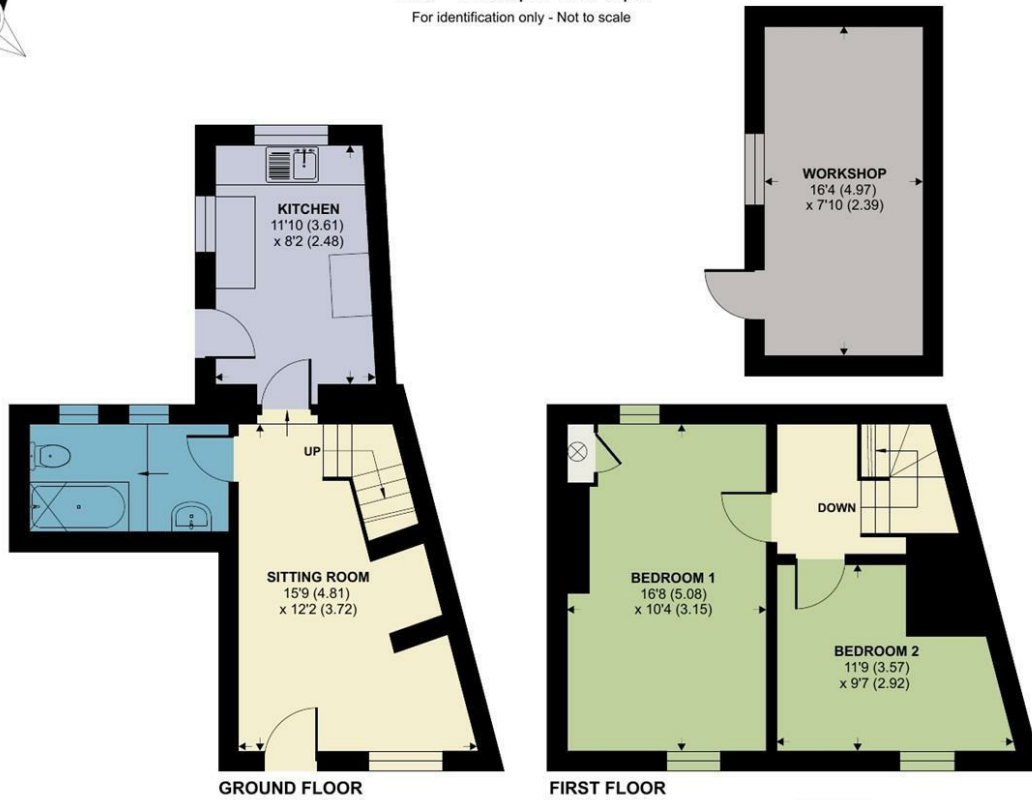 For identification only - Not to scale
WORKSHOP
16'4 (4.97)
x 7'10 (2.39)
KITCHEN
11'10 (3.61)
x 8'2 (2.48)
UP
SITTING ROOM
15'9 (4.81)
x 12'2 (3.72)
DOWN
BEDROOM 1
16'8 (5.08)
x 10'4 (3.15)
BEDROOM 2
11'9 (3.57)
x 9'7 (2.92)
GROUND FLOOR
FIRST FLOOR